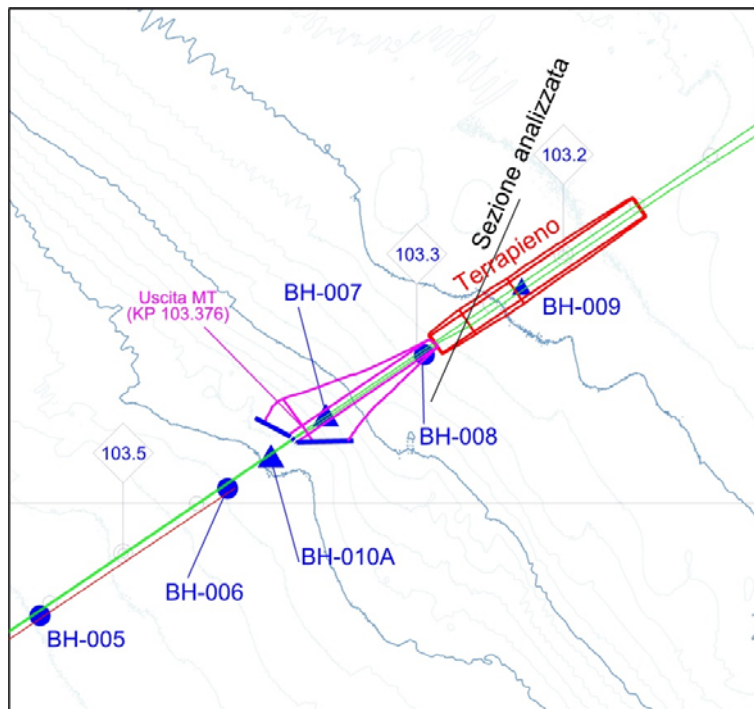 Sezione analizzata
103.2
Terrapieno
103.3
Uscita MT
(KP 103.376)
BH-007
BH-009
BH-008
103.5
BH-010A
BH-006
BH-005